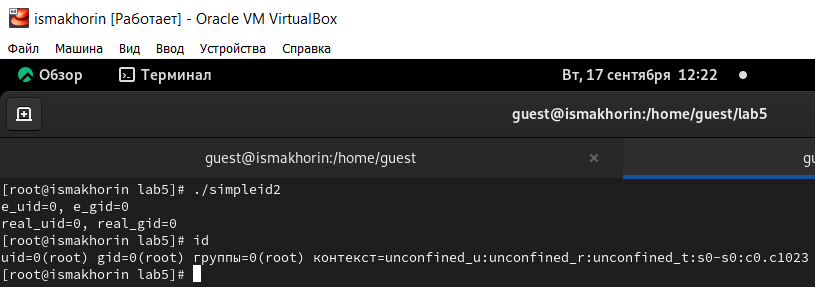 ismakhorin [Работает] - Oracle VM VirtualBox
Файл Машина Вид Ввод Устройства Справка
Обзор Терминал Вт, 17 сентября 12:22
guest@ismakhorin:/home/guest/lab5
guest@ismakhorin:/home/guest × gu
[root@ismakhorin lab5]# ./simpleid2
e_uid=0, e_gid=0
real_uid=0, real_gid=0
[root@ismakhorin lab5]# id
uid=0(root) gid=0(root) группы=0(root) контекст=unconfined_u:unconfined_r:unconfined_t:s0-s0:c0.c1023
[root@ismakhorin lab5]#